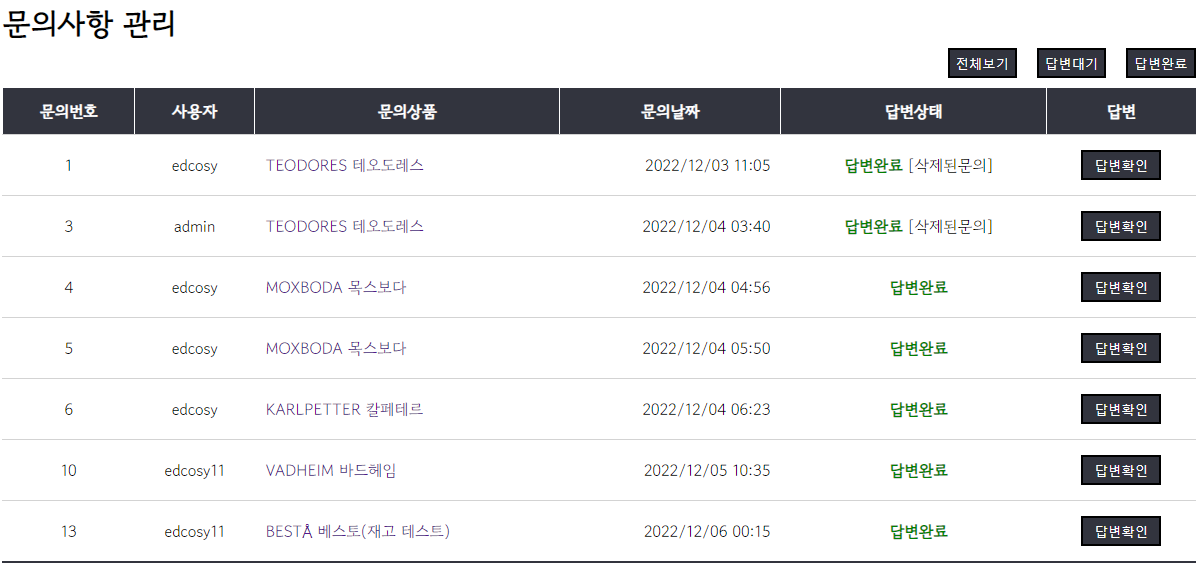 문의사항 관리
전체보기 답변대기 답변완료
문의번호 사용자 문의상품 문의날짜 답변상태 답변
1 edcosy TEODORES 테오도레스 2022/12/03 11:05 답변완료 [삭제된문의] 답변확인
3 admin TEODORES 테오도레스 2022/12/04 03:40 답변완료 [삭제된문의] 답변확인
4 edcosy MOXBODA 목스보다 2022/12/04 04:56 답변완료 답변확인
5 edcosy MOXBODA 목스보다 2022/12/04 05:50 답변완료 답변확인
6 edcosy KARLPETTER 칼페테르 2022/12/04 06:23 답변완료 답변확인
10 edcosy11 VADHEIM 바드헤임 2022/12/05 10:35 답변완료 답변확인
13 edcosy11 BESTÅ 베스토(재고 테스트) 2022/12/06 00:15 답변완료 답변확인